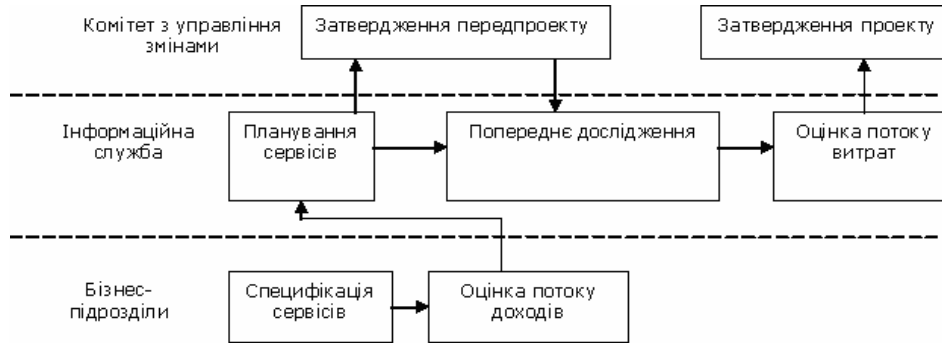 Комітет з управління
змінами
Затвердження передпроекту
Затвердження проекту
Інформаційна
служба
Планування
сервісів
Попереднє дослідження
Оцінка потоку
витрат
Бізнес-
підрозділи
Специфікація
сервісів
Оцінка потоку
доходів